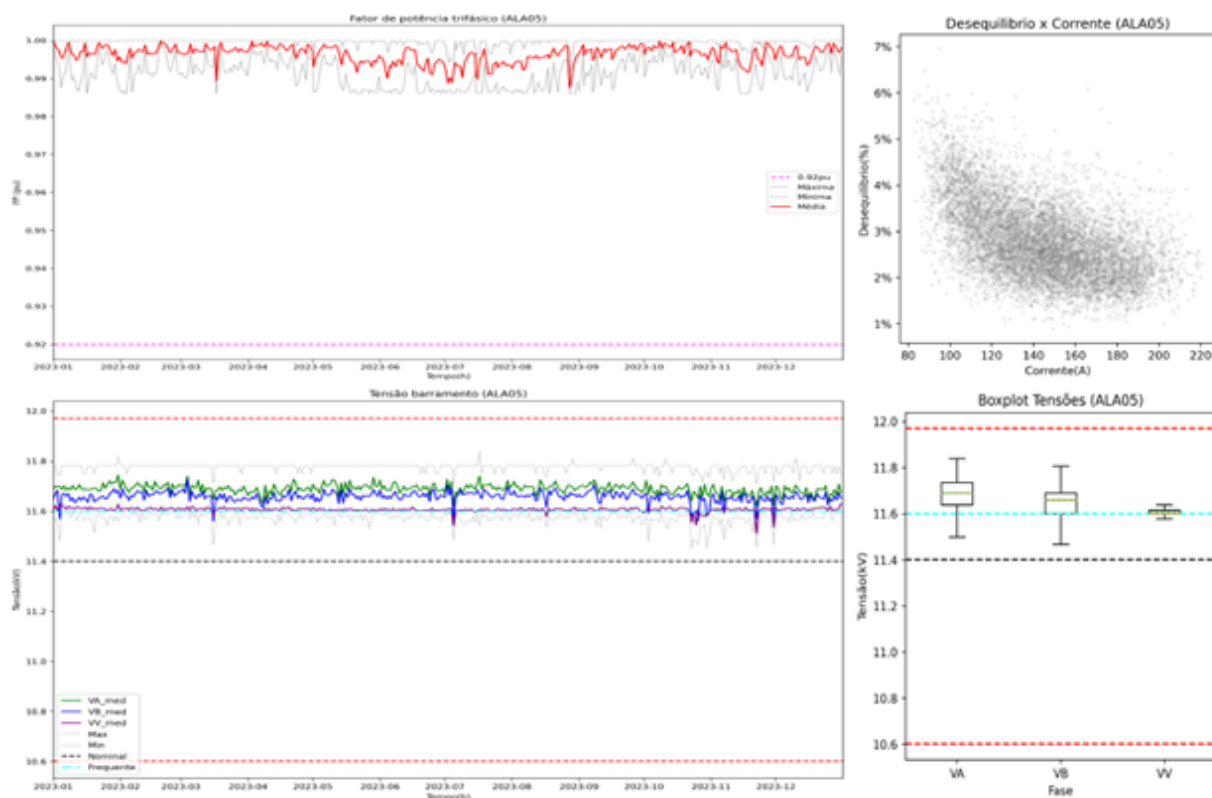 Fator de potência trifásico (ALA05)
1.00
0.99
0.98
0.97
0.96
0.95
0.94
0.93
0.92
FP(pu)
0.92pu
Máxima
Mínima
Média
2023-01
2023-02
2023-03
2023-04
2023-05
2023-06
2023-07
2023-08
2023-09
2023-10
2023-11
2023-12
Tempo(h)
Desequilibrio x Corrente (ALA05)
7%
6%
5%
4%
3%
2%
1%
Desequilíbrio(%)
80
100
120
140
160
180
200
220
Corrente(A)
Tensão barramento (ALA05)
12.0
11.8
11.6
11.4
11.2
11.0
10.8
10.6
Tensão(kV)
VA_med
VB_med
VV_med
Max
Min
Nominal
Frequente
2023-01
2023-02
2023-03
2023-04
2023-05
2023-06
2023-07
2023-08
2023-09
2023-10
2023-11
2023-12
Tempo(h)
Boxplot Tensões (ALA05)
12.0
11.8
11.6
11.4
11.2
11.0
10.8
10.6
Tensão(kV)
VA
VB
VV
Fase